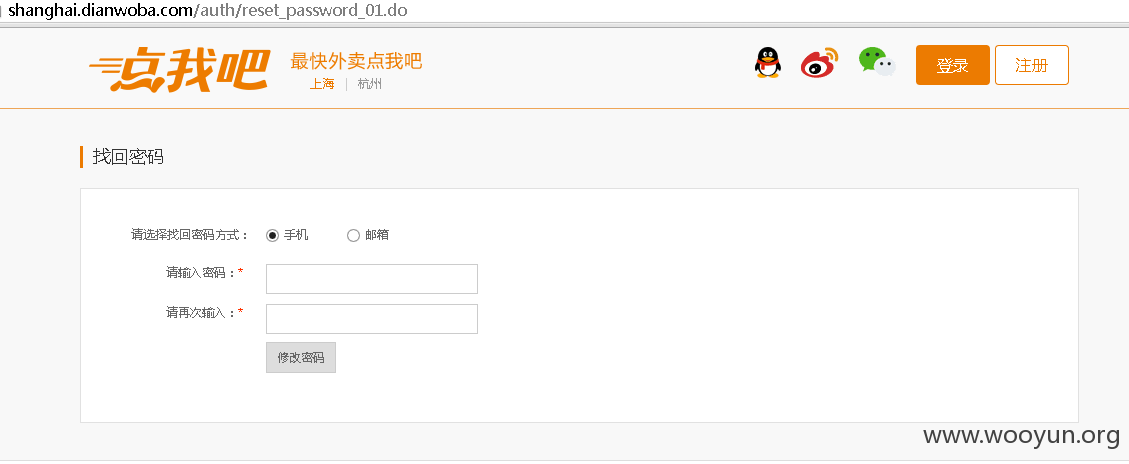 shanghai.dianwoba.com/auth/reset_password_01.do
点我吧
最快外卖点我吧
上海 | 杭州
登录
注册
找回密码
请选择找回密码方式： 手机 邮箱
请输入密码：*
请再次输入：*
修改密码
www.wooyun.org